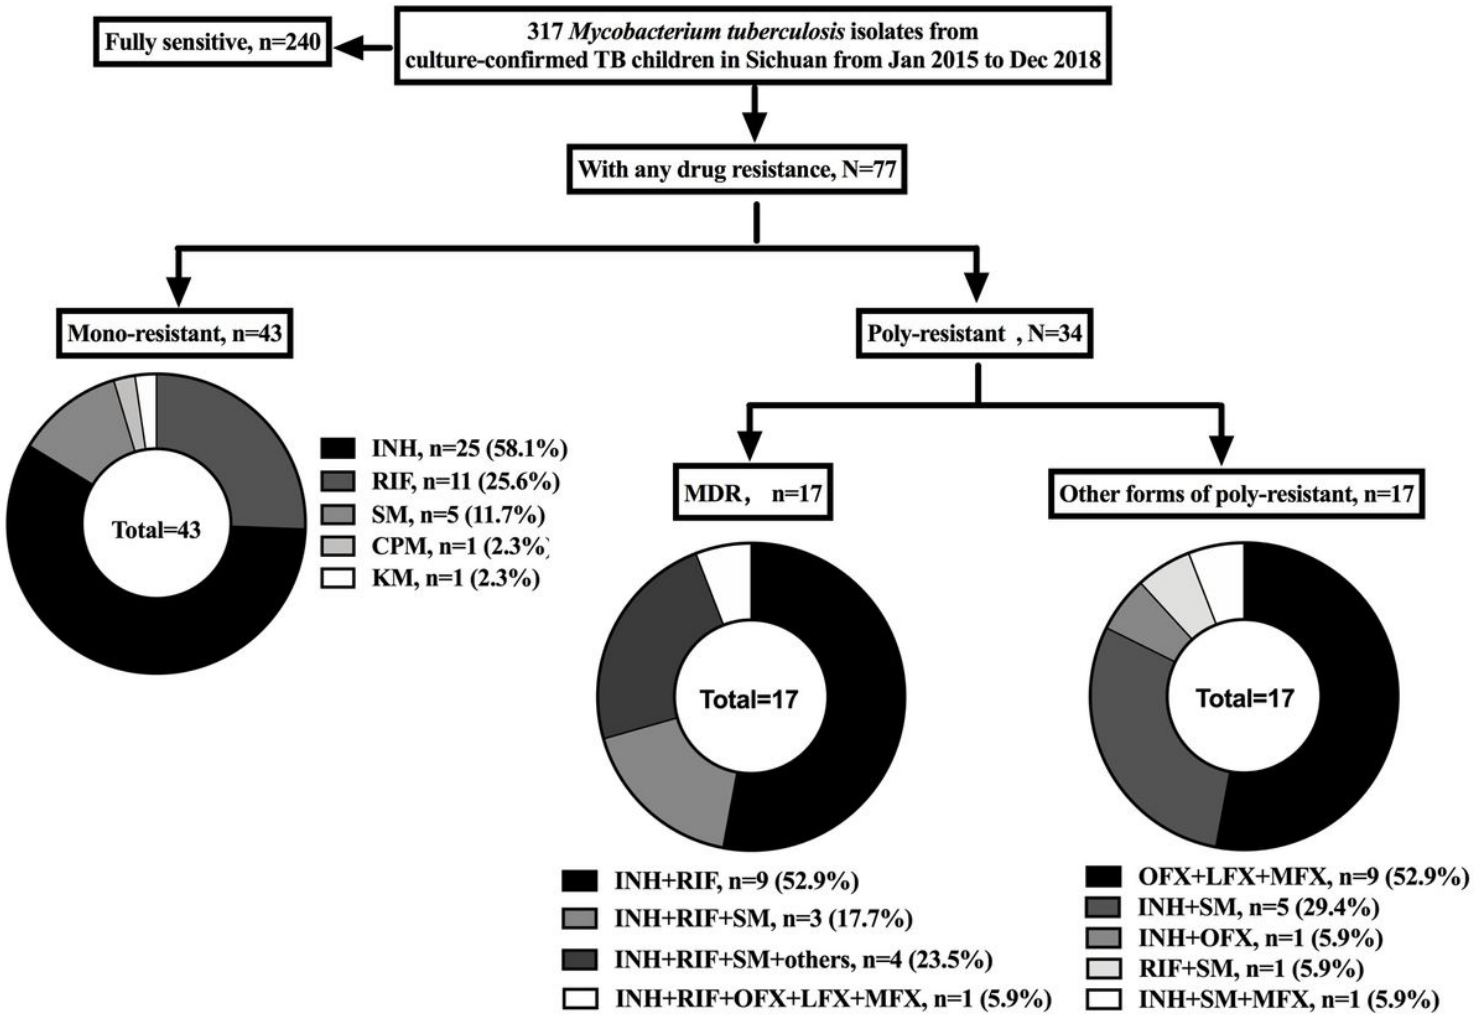 Fully sensitive, n=240
317 Mycobacterium tuberculosis isolates from
culture-confirmed TB children in Sichuan from Jan 2015 to Dec 2018
With any drug resistance, N=77
Mono-resistant, n=43
Poly-resistant , N=34
Total=43
INH, n=25 (58.1%)
RIF, n=11 (25.6%)
SM, n=5 (11.7%)
CPM, n=1 (2.3%)
KM, n=1 (2.3%)
MDR, n=17
Other forms of poly-resistant, n=17
Total=17
INH+RIF, n=9 (52.9%)
INH+RIF+SM, n=3 (17.7%)
INH+RIF+SM+others, n=4 (23.5%)
INH+RIF+OFX+LFX+MFX, n=1 (5.9%)
Total=17
OFX+LFX+MFX, n=9 (52.9%)
INH+SM, n=5 (29.4%)
INH+OFX, n=1 (5.9%)
RIF+SM, n=1 (5.9%)
INH+SM+MFX, n=1 (5.9%)